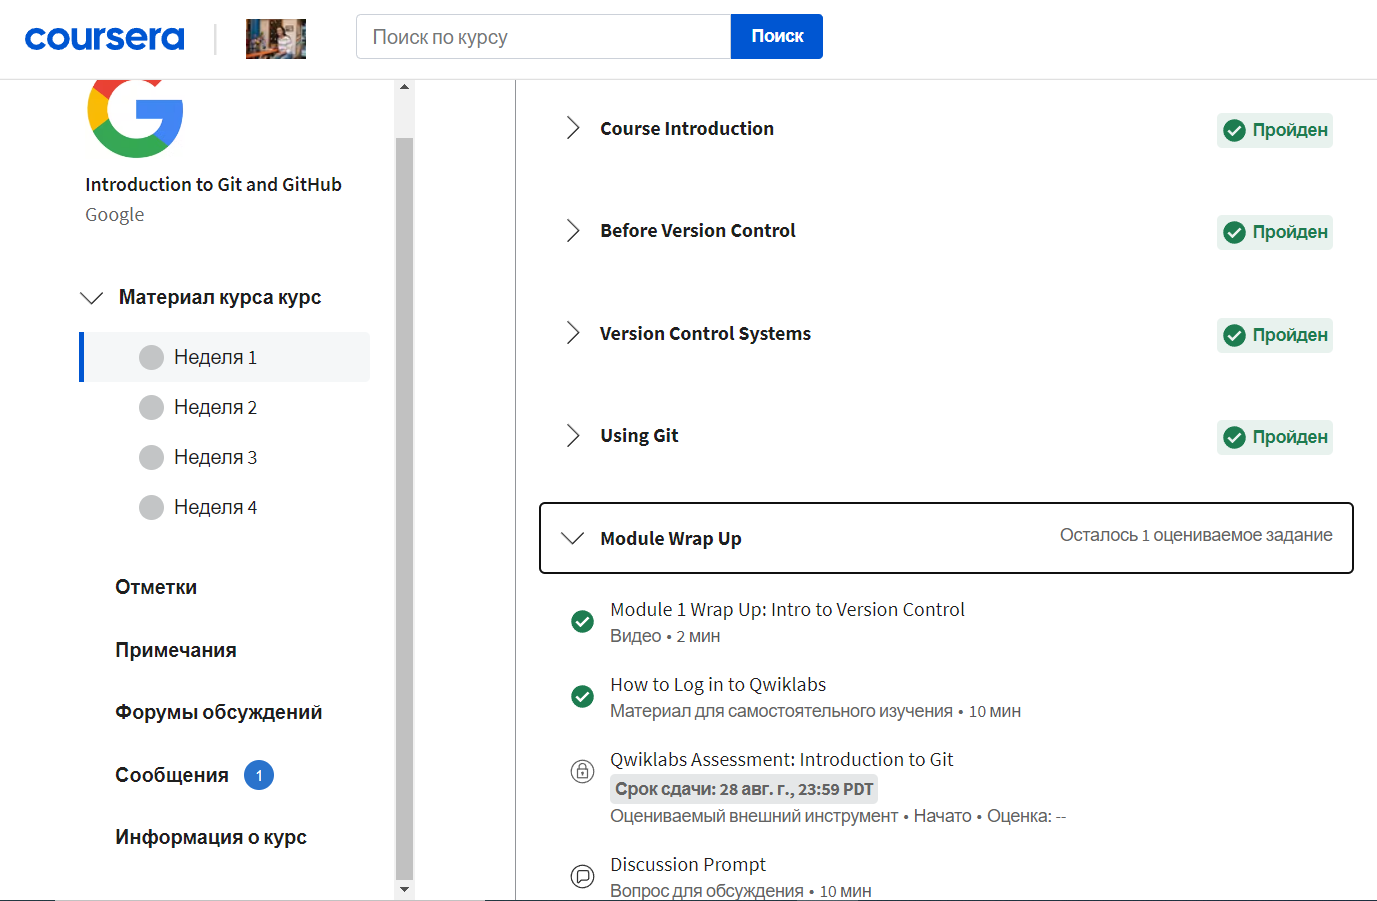 coursera
Поиск по курсу
Поиск
Introduction to Git and GitHub
Google
Материал курса курс
Неделя 1
Неделя 2
Неделя 3
Неделя 4
Отметки
Примечания
Форумы обсуждений
Сообщения 1
Информация о курс
Course Introduction
Пройден
Before Version Control
Пройден
Version Control Systems
Пройден
Using Git
Пройден
Module Wrap Up
Осталось 1 оцениваемое задание
Module 1 Wrap Up: Intro to Version Control
Видео • 2 мин
How to Log in to Qwiklabs
Материал для самостоятельного изучения • 10 мин
Qwiklabs Assessment: Introduction to Git
Срок сдачи: 28 авг. г., 23:59 PDT
Оцениваемый внешний инструмент • Начато • Оценка: --
Discussion Prompt
Вопрос для обсуждения • 10 мин